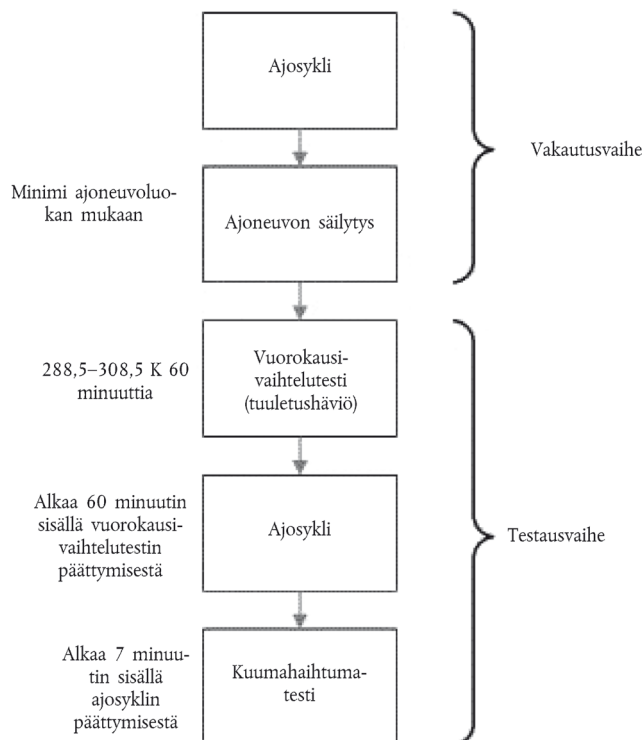 Ajosykli
Vakautusvaihe
Minimi ajoneuvoluo-
kan mukaan
Ajoneuvon säilytys
288,5–308,5 K 60
minuuttia
Vuorokausi-
vaihtelutesti
(tuuletushäviö)
Alkaa 60 minuutin
sisällä vuorokausi-
vaihtelutestin
päättymisestä
Ajosykli
Testausvaihe
Alkaa 7 minuu-
tin sisällä
ajosyklin
päättymisestä
Kuumahaihtuma-
testi